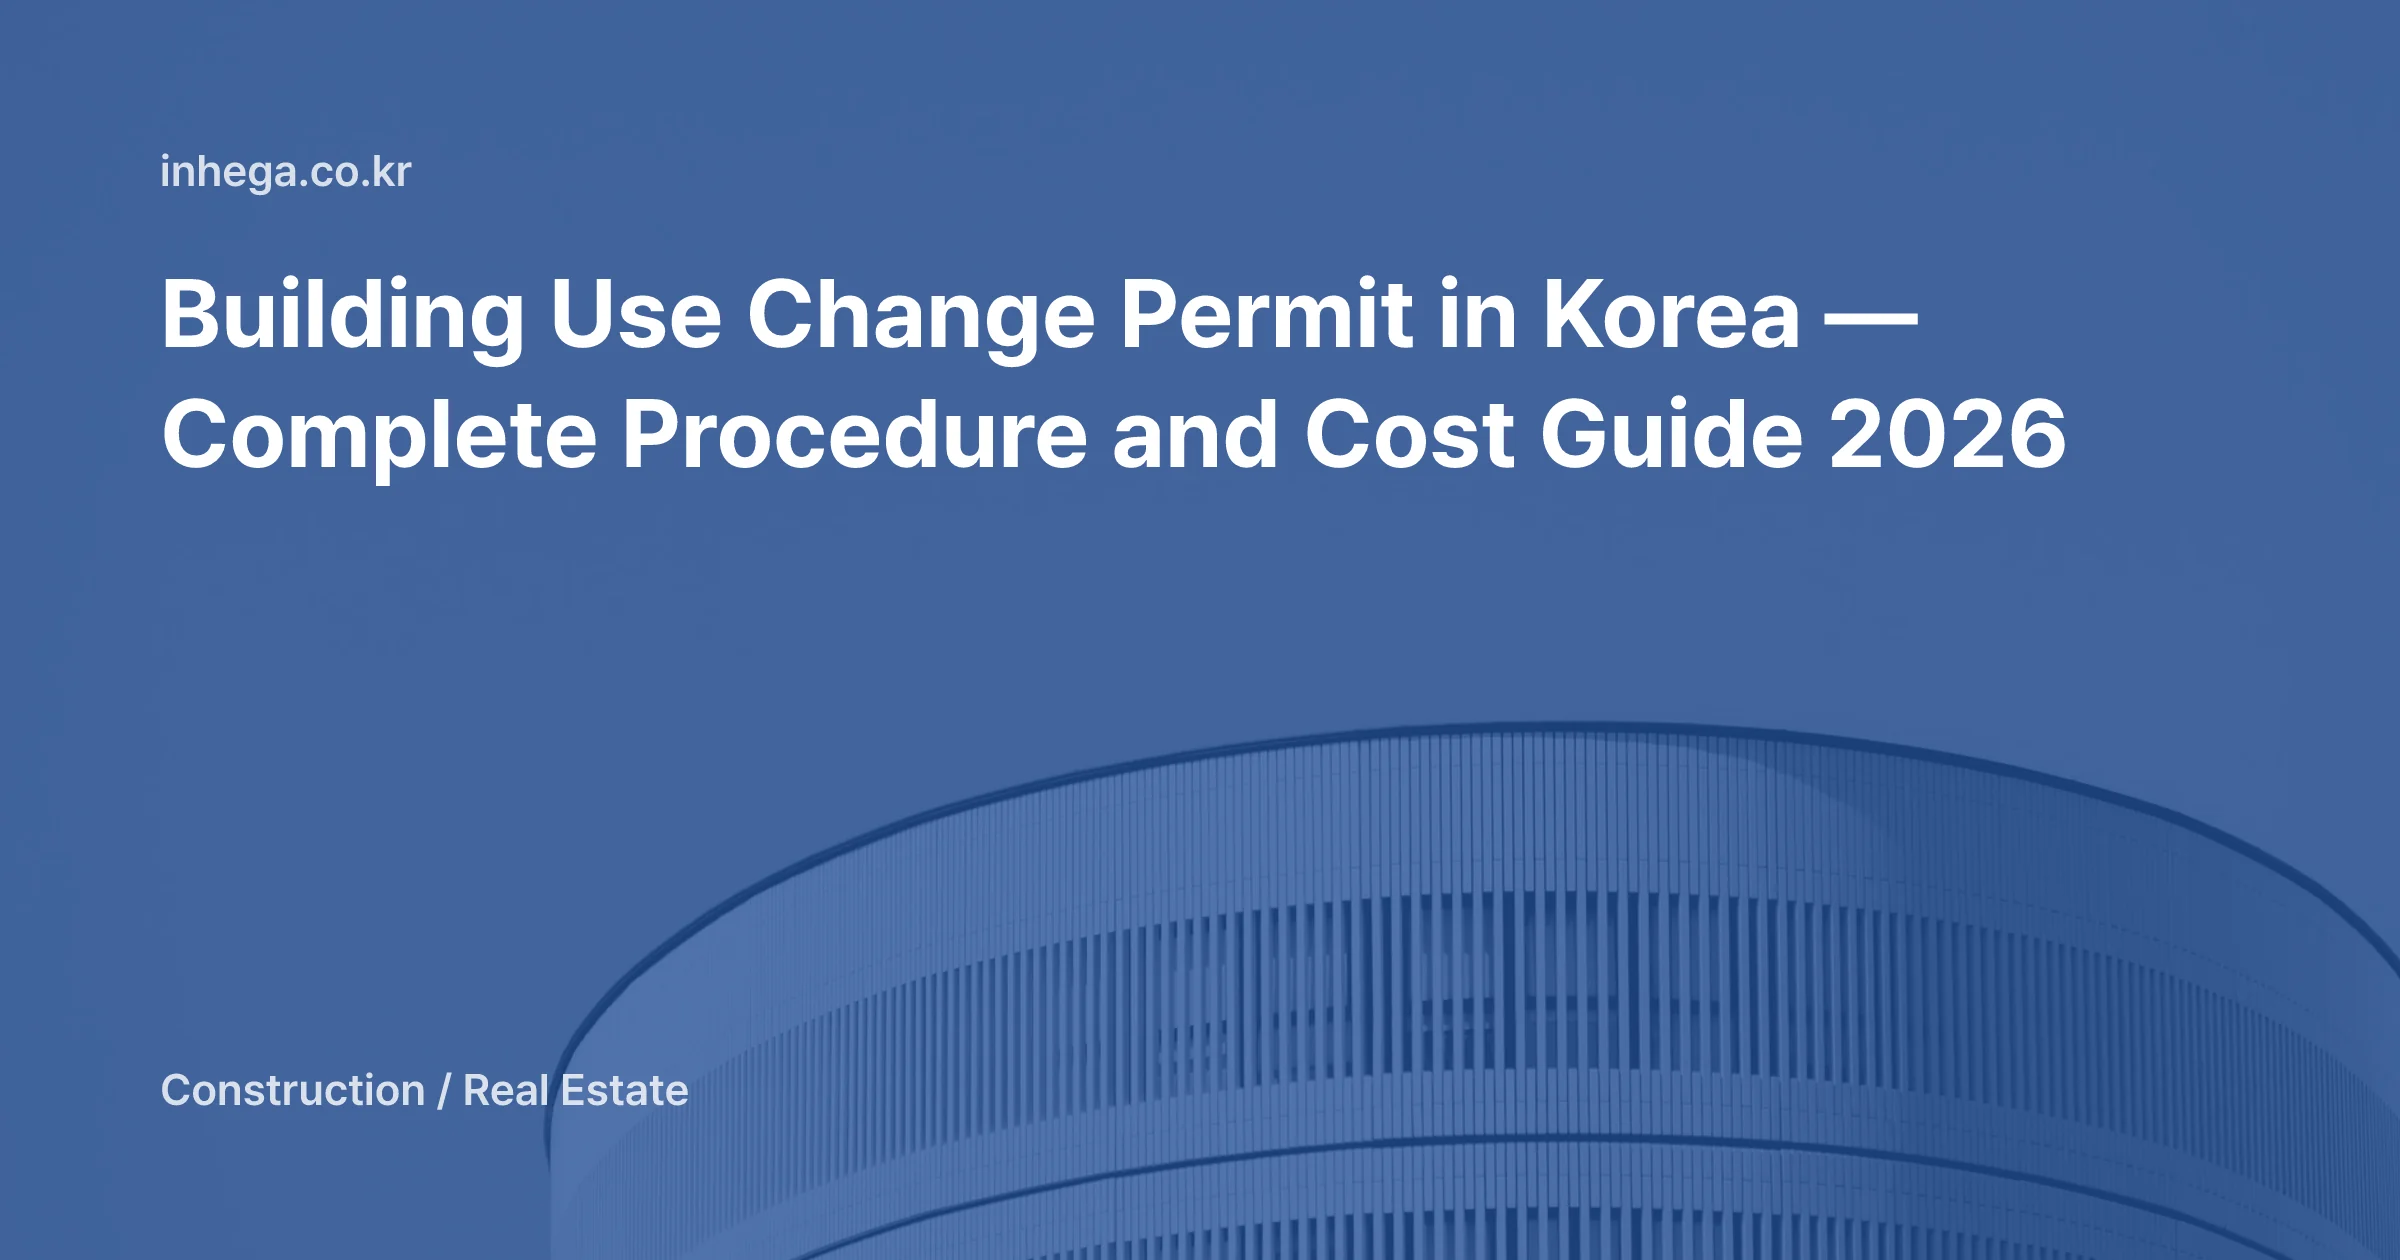 inhega.co.kr
Building Use Change Permit in Korea —
Complete Procedure and Cost Guide 2026
Construction / Real Estate